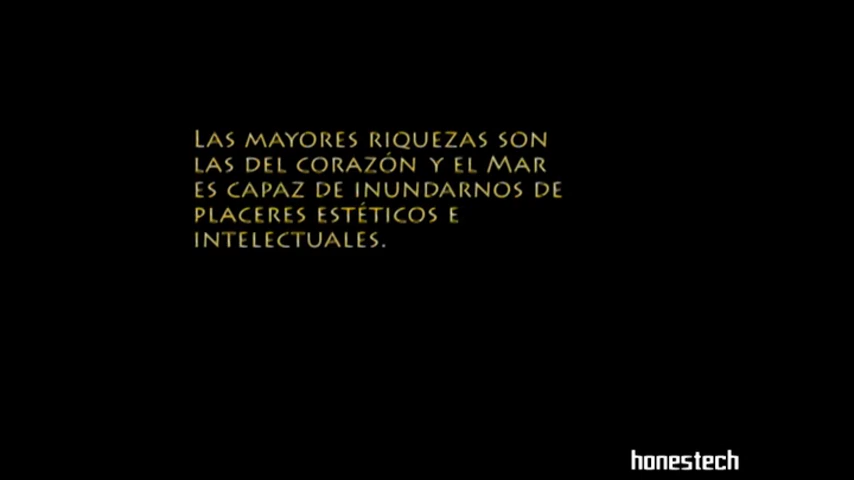 Las mayores riquezas son
las del corazón y el Mar
es capaz de inundarnos de
placeres estéticos e
intelectuales.
honestech